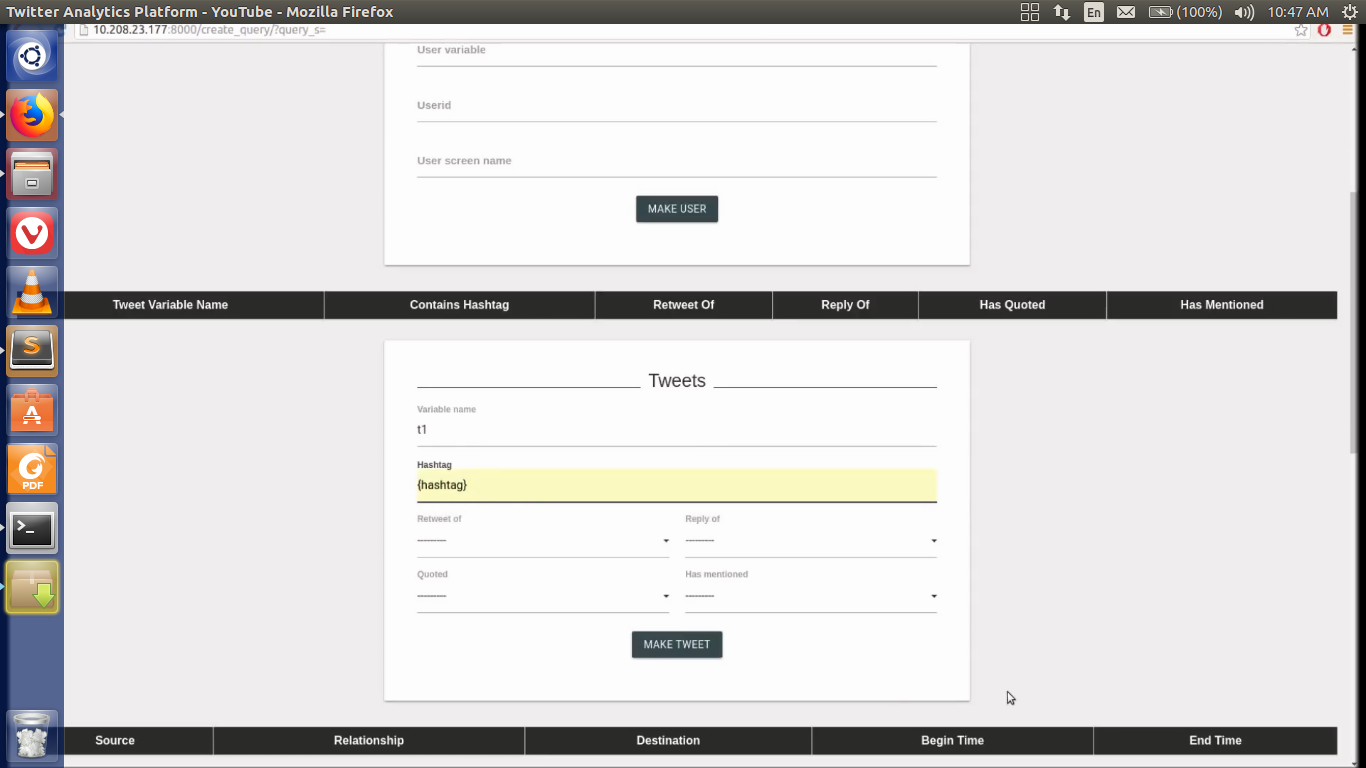 Twitter Analytics Platform - YouTube - Mozilla Firefox
En (100%) 10:47 AM
10.208.23.177:8000/create_query/?query_s=
User variable
Userid
User screen name
MAKE USER
Tweet Variable Name Contains Hashtag Retweet Of Reply Of Has Quoted Has Mentioned
Tweets
Variable name
t1
Hashtag
{hashtag}
Retweet of Reply of
--------- ---------
Quoted Has mentioned
--------- ---------
MAKE TWEET
Source Relationship Destination Begin Time End Time
S
A
PDF
>_